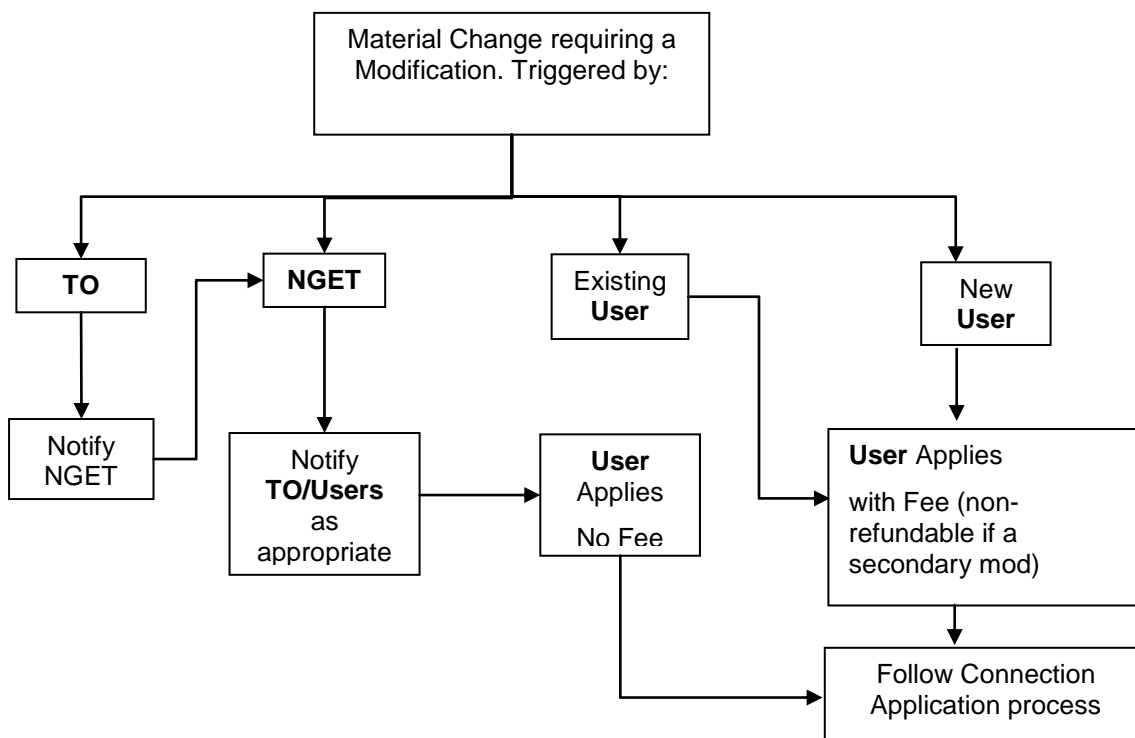 Material Change requiring a
Modification. Triggered by:
TO
NGET
Existing
User
New
User
Notify
NGET
Notify
TO/Users
as
appropriate
User
Applies
No Fee
User Applies
with Fee (non-
refundable if a
secondary mod)
Follow Connection
Application process